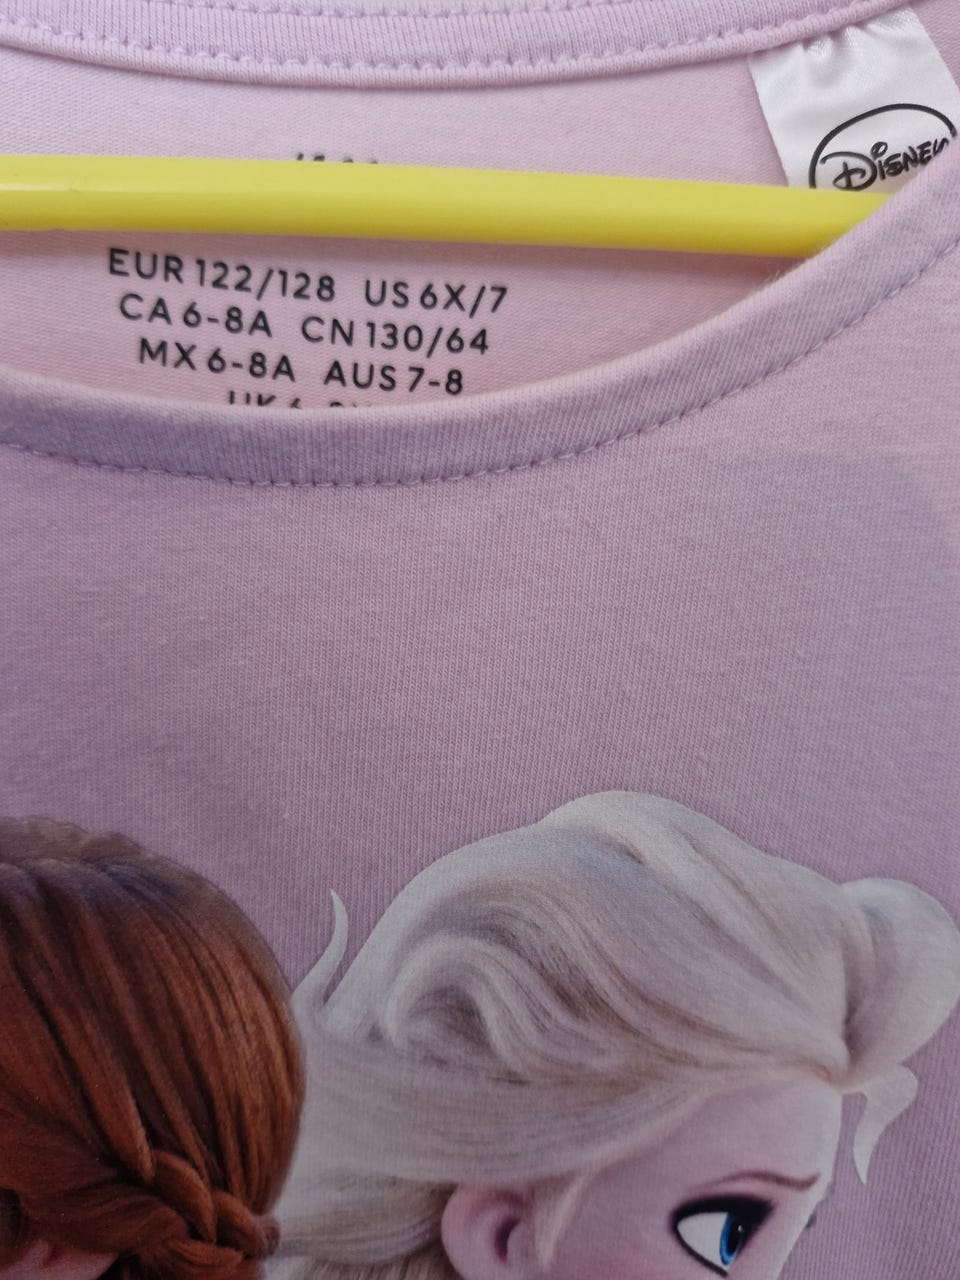 Disney
EUR 122/128 US 6X/7
CA 6-8A CN 130/64
MX 6-8A AUS 7-8
UK